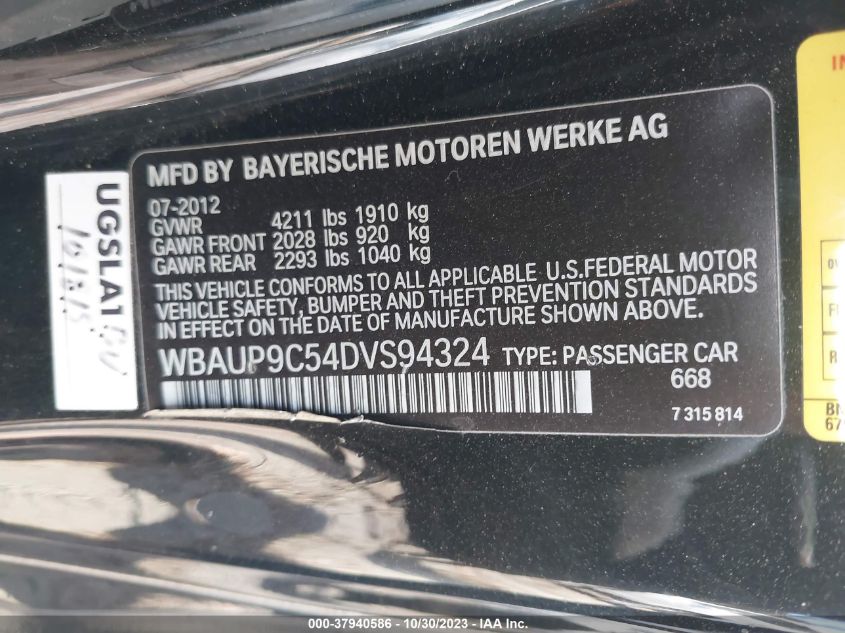 MFD BY BAYERISCHE MOTOREN WERKE AG
07-2012
GVWR 4211 lbs 1910 kg
GAWR FRONT 2028 lbs 920 kg
GAWR REAR 2293 lbs 1040 kg
THIS VEHICLE CONFORMS TO ALL APPLICABLE U.S.FEDERAL MOTOR
VEHICLE SAFETY, BUMPER AND THEFT PREVENTION STANDARDS
IN EFFECT ON THE DATE OF MANUFACTURE SHOWN ABOVE.
WBAUP9C54DVS94324 TYPE: PASSENGER CAR
668
7 315 814
UGSLA1
IN
BN
67
000-37940586 - 10/30/2023 - IAA Inc.